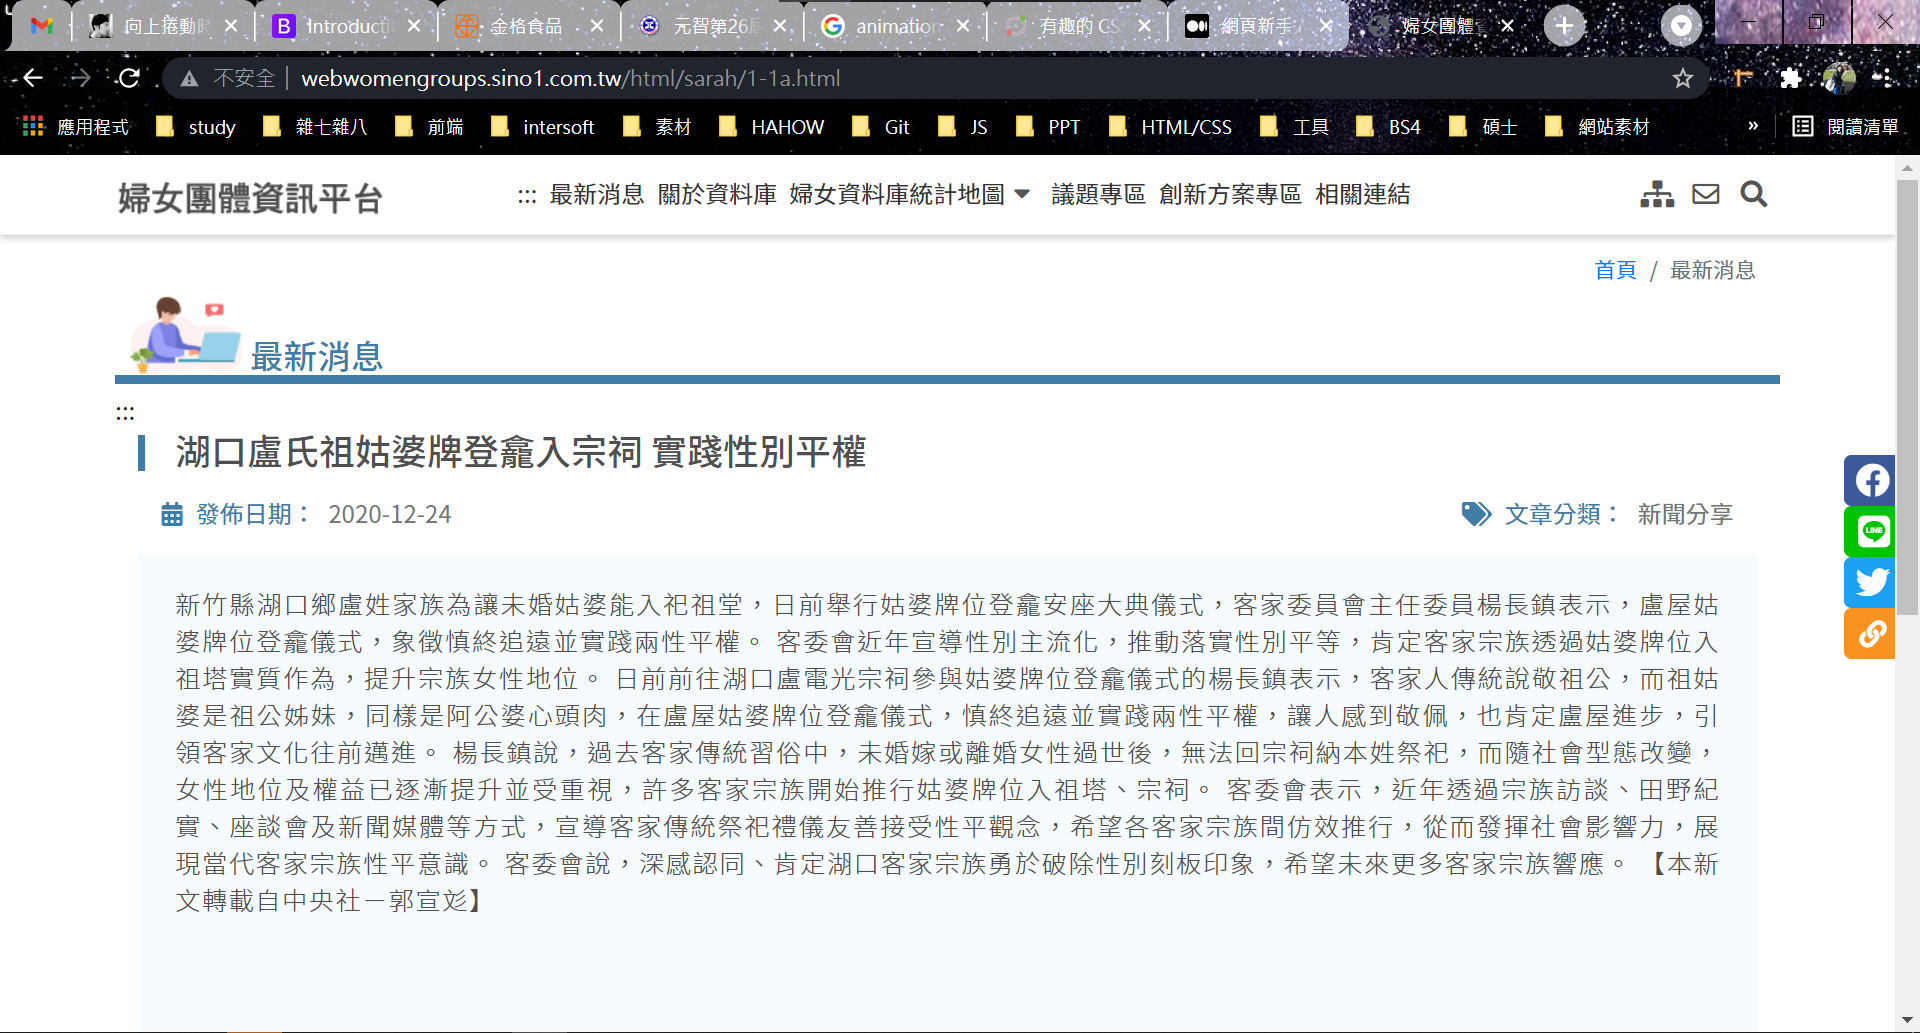 向上捲動時
Introducti
金格食品
元智第26屆
animation
有趣的 CS
網頁新手
婦女團體資
不安全 webwomengroups.sino1.com.tw/html/sarah/1-1a.html
應用程式 study 雜七雜八 前端 intersoft 素材 HAHOW Git JS PPT HTML/CSS 工具 BS4 碩士 網站素材 » 閱讀清單
婦女團體資訊平台
::: 最新消息 關於資料庫 婦女資料庫統計地圖 議題專區 創新方案專區 相關連結
首頁 / 最新消息
最新消息
:::
湖口盧氏祖姑婆牌登龕入宗祠 實踐性別平權
發佈日期： 2020-12-24
文章分類： 新聞分享
新竹縣湖口鄉盧姓家族為讓未婚姑婆能入祀祖堂，日前舉行姑婆牌位登龕安座大典儀式，客家委員會主任委員楊長鎮表示，盧屋姑
婆牌位登龕儀式，象徵慎終追遠並實踐兩性平權。 客委會近年宣導性別主流化，推動落實性別平等，肯定客家宗族透過姑婆牌位入
祖塔實質作為，提升宗族女性地位。 日前前往湖口盧電光宗祠參與姑婆牌位登龕儀式的楊長鎮表示，客家人傳統說敬祖公，而祖姑
婆是祖公姊妹，同樣是阿公婆心頭肉，在盧屋姑婆牌位登龕儀式，慎終追遠並實踐兩性平權，讓人感到敬佩，也肯定盧屋進步，引
領客家文化往前邁進。 楊長鎮說，過去客家傳統習俗中，未婚嫁或離婚女性過世後，無法回宗祠納本姓祭祀，而隨社會型態改變，
女性地位及權益已逐漸提升並受重視，許多客家宗族開始推行姑婆牌位入祖塔、宗祠。 客委會表示，近年透過宗族訪談、田野紀
實、座談會及新聞媒體等方式，宣導客家傳統祭祀禮儀友善接受性平觀念，希望各客家宗族間仿效推行，從而發揮社會影響力，展
現當代客家宗族性平意識。 客委會說，深感認同、肯定湖口客家宗族勇於破除性別刻板印象，希望未來更多客家宗族響應。 【本新
文轉載自中央社－郭宣彣】
LINE